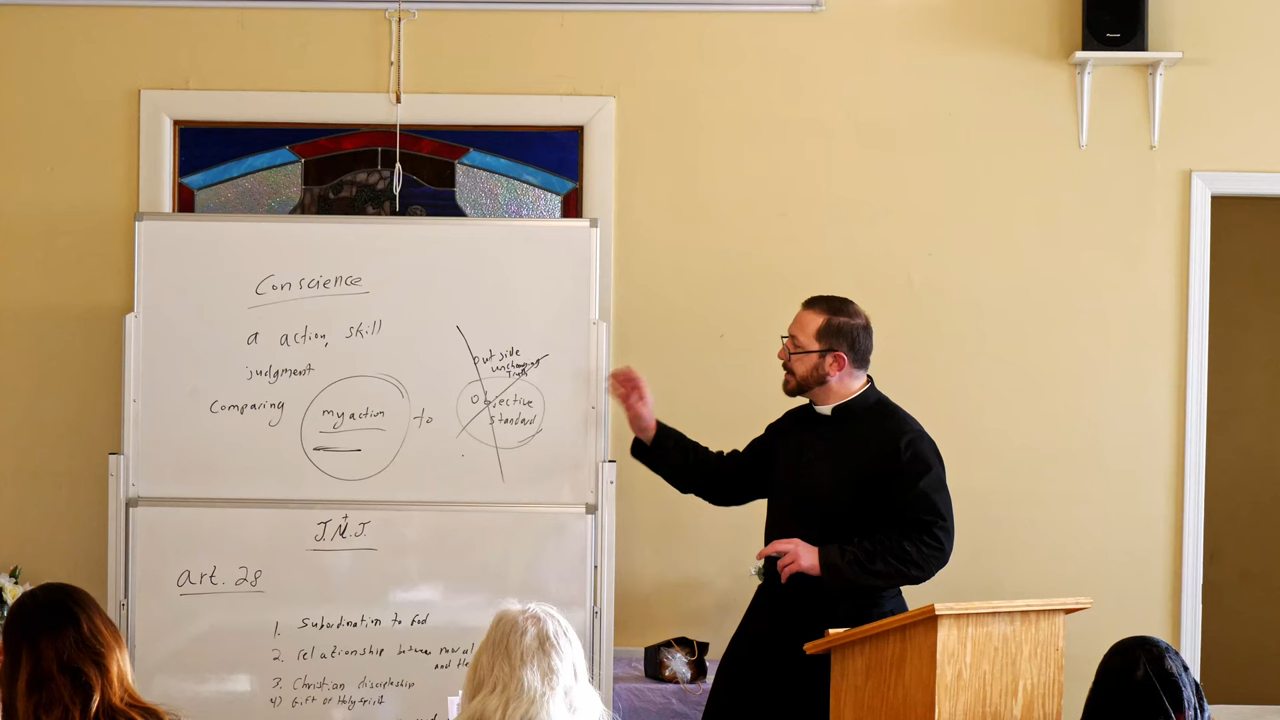 Conscience
a action, skill
judgment
Comparing
my action
to
outside
unchanging
Truth
Objective
standard
J.M.J.
art. 28
1. Subordination to God
2. relationship between moral
and the
3. Christian discipleship
4) Gift of Holy Spirit
Pioneer